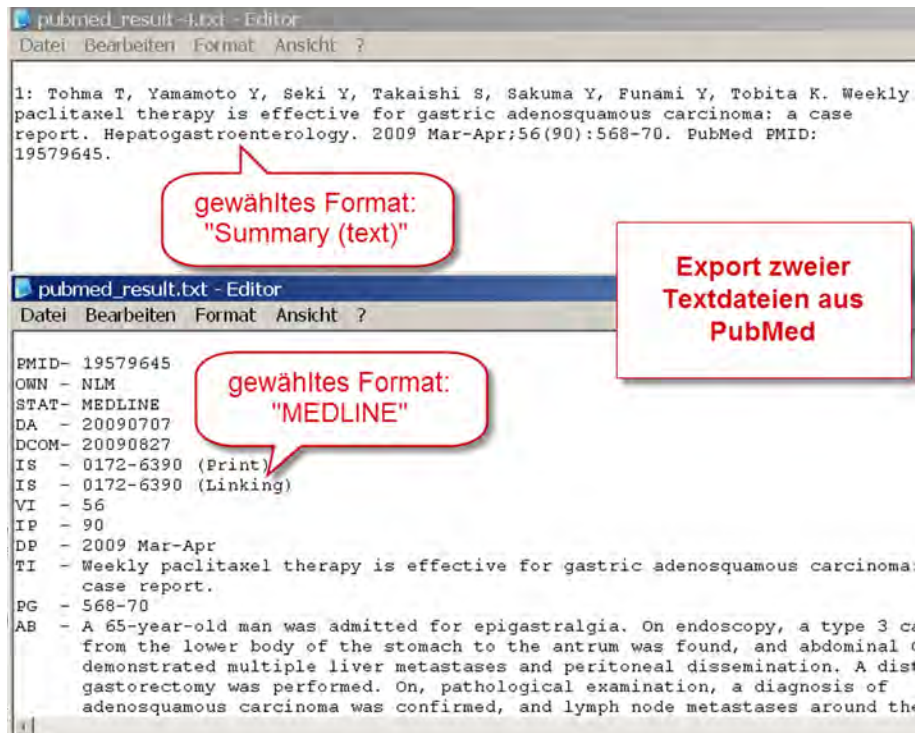 pubmed_result-4.txt - Editor
Datei Bearbeiten Format Ansicht ?
1: Tohma T, Yamamoto Y, Seki Y, Takaishi S, Sakuma Y, Funami Y, Tobita K. Weekly
paclitaxel therapy is effective for gastric adenosquamous carcinoma: a case
report. Hepatogastroenterology. 2009 Mar-Apr;56(90):568-70. PubMed PMID:
19579645.
gewähltes Format:
"Summary (text)"
Export zweier
Textdateien aus
PubMed
pubmed_result.txt - Editor
Datei Bearbeiten Format Ansicht ?
PMID- 19579645
OWN - NLM
STAT- MEDLINE
DA - 20090707
DCOM- 20090827
IS - 0172-6390 (Print)
IS - 0172-6390 (Linking)
VI - 56
IP - 90
DP - 2009 Mar-Apr
TI - Weekly paclitaxel therapy is effective for gastric adenosquamous carcinoma:
case report.
PG - 568-70
AB - A 65-year-old man was admitted for epigastralgia. On endoscopy, a type 3 ca
from the lower body of the stomach to the antrum was found, and abdominal
demonstrated multiple liver metastases and peritoneal dissemination. A dist
gastorectomy was performed. On, pathological examination, a diagnosis of
adenosquamous carcinoma was confirmed, and lymph node metastases around the
gewähltes Format:
"MEDLINE"